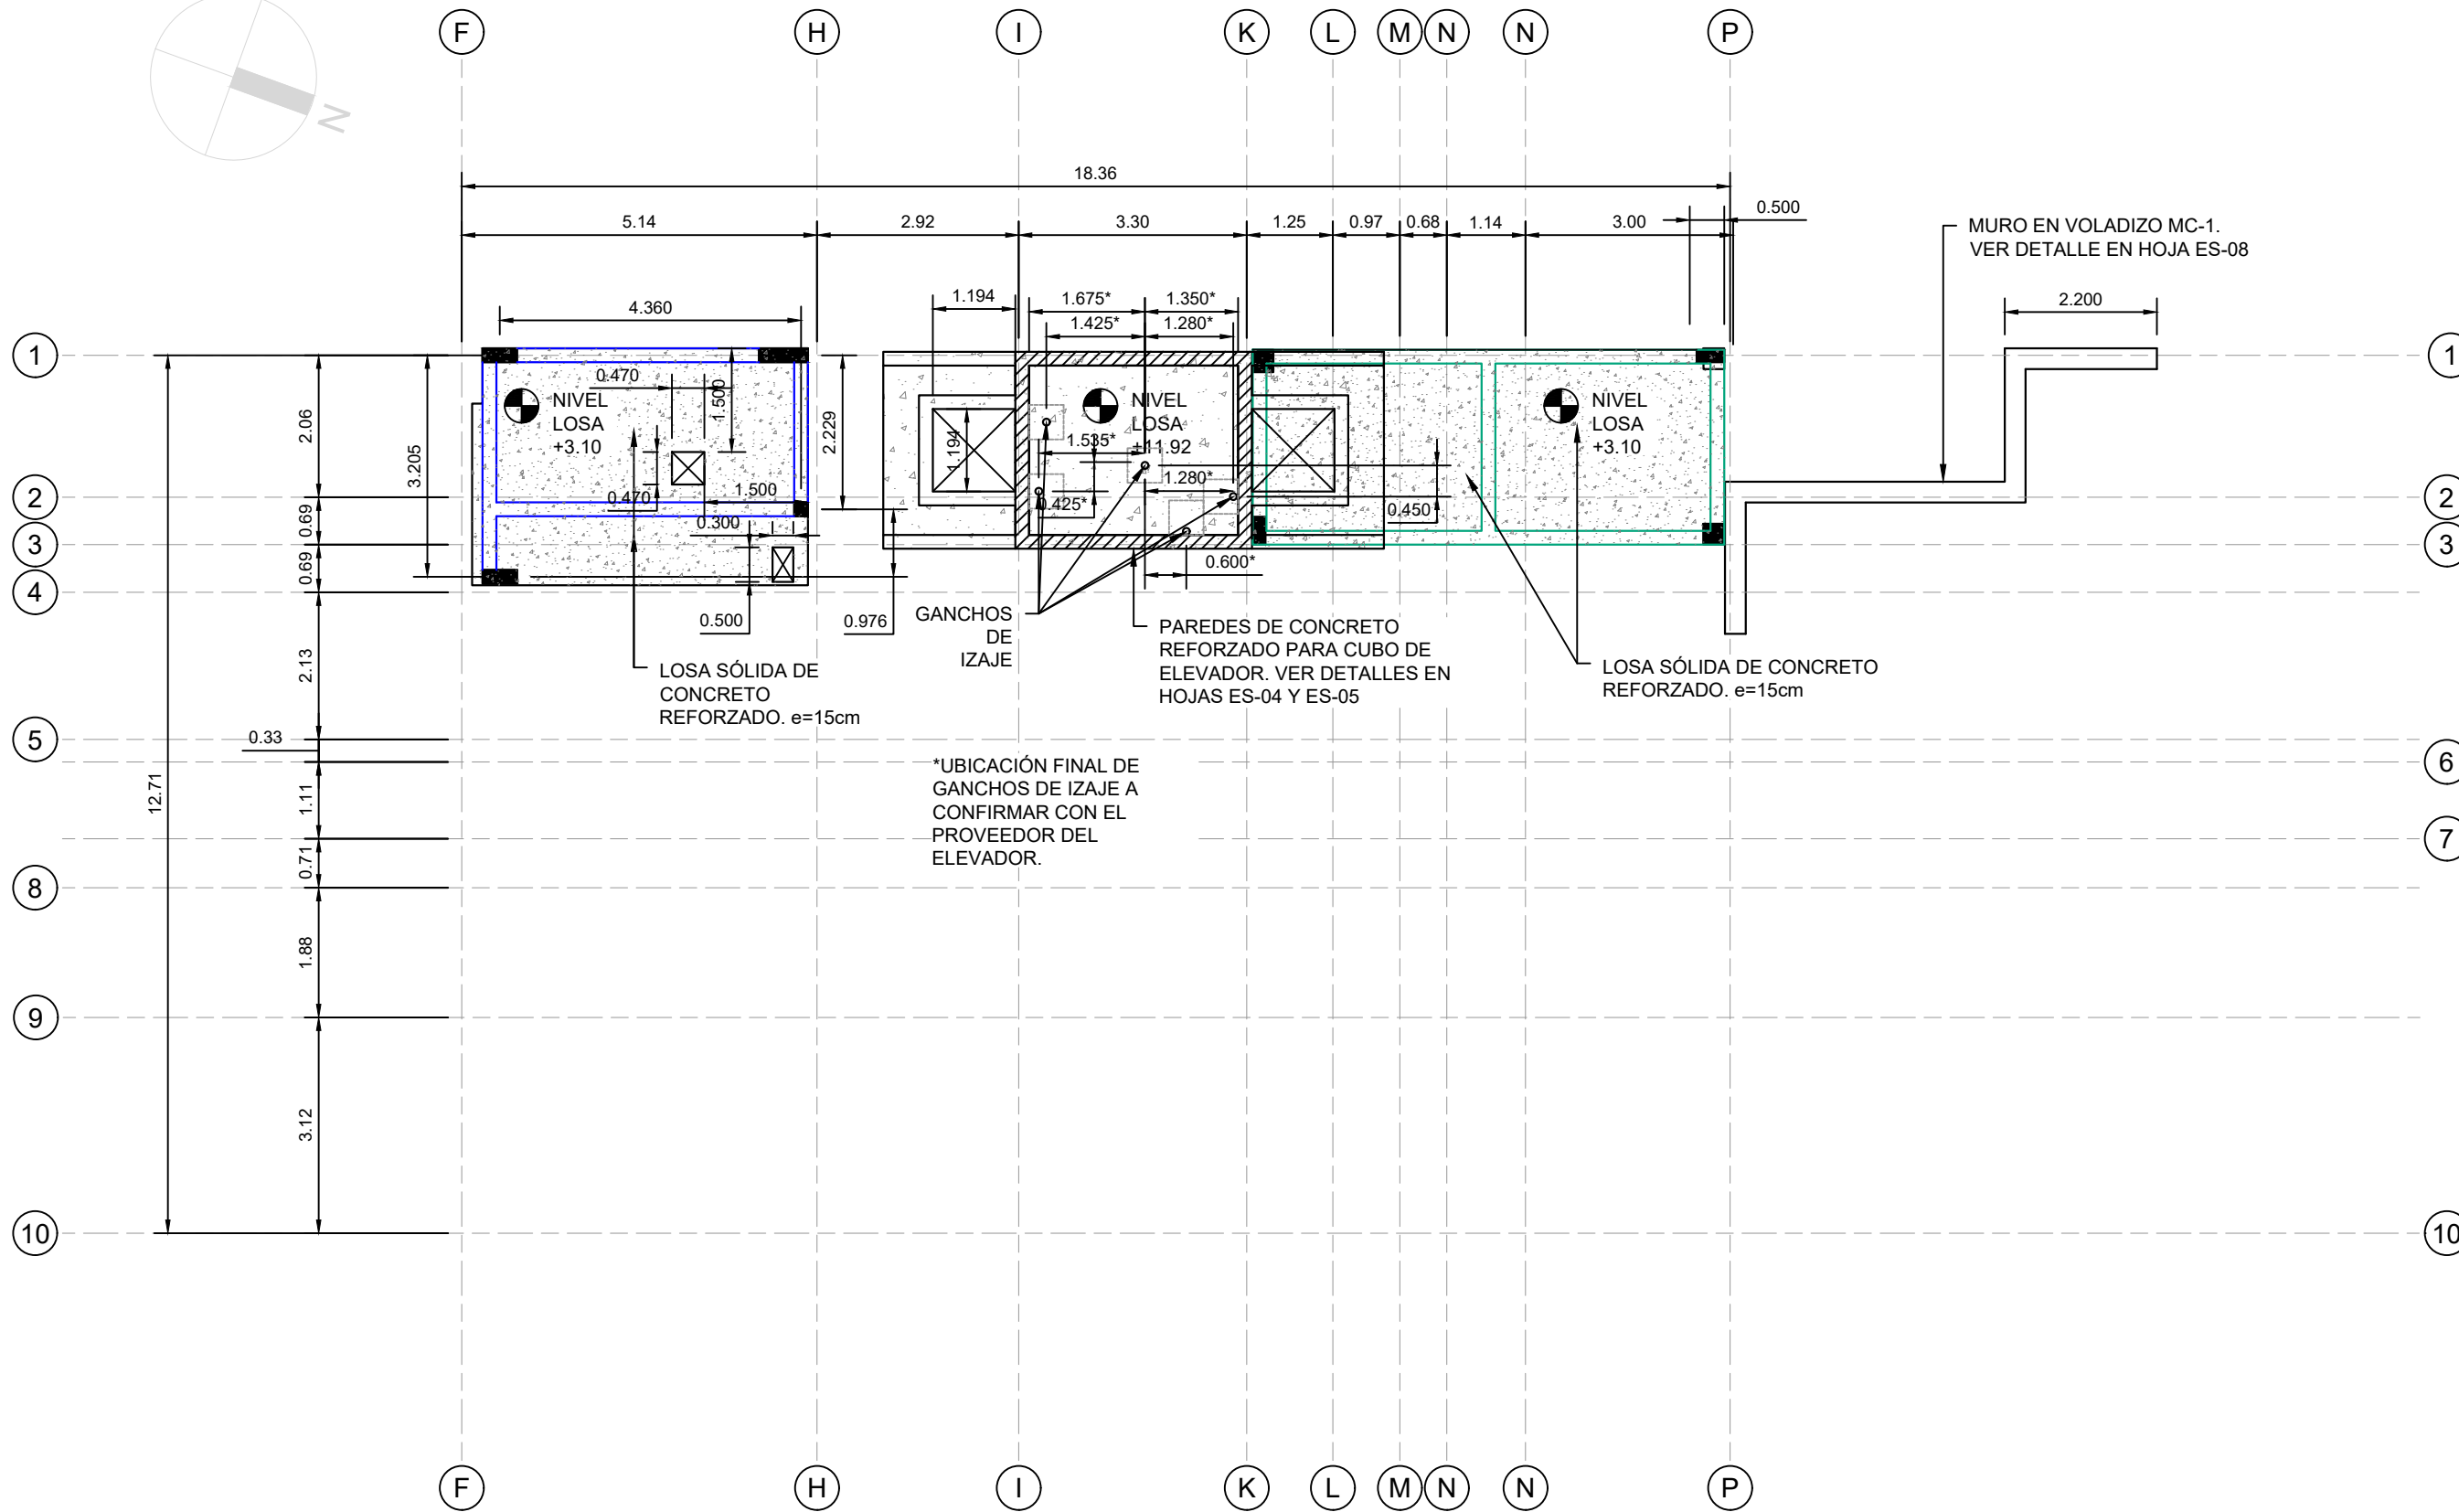 F
H
I
K
L
M
N
N
P
N
18.36
5.14
2.92
3.30
1.25
0.97
0.68
1.14
3.00
0.500
MURO EN VOLADIZO MC-1.
VER DETALLE EN HOJA ES-08
4.360
1.194
1.675*
1.350*
1.425*
1.280*
2.200
1
1
2.06
3.205
0.470
1.500
NIVEL
LOSA
+3.10
2.229
1.194
NIVEL
LOSA
+11.92
1.535*
1.280*
0.425*
NIVEL
LOSA
+3.10
0.470
1.500
0.450
2
2
0.69
0.300
3
3
0.69
0.600*
4
0.500
0.976
GANCHOS
DE
IZAJE
PAREDES DE CONCRETO
REFORZADO PARA CUBO DE
ELEVADOR. VER DETALLES EN
HOJAS ES-04 Y ES-05
LOSA SÓLIDA DE
CONCRETO
REFORZADO. e=15cm
LOSA SÓLIDA DE CONCRETO
REFORZADO. e=15cm
2.13
12.71
5
0.33
6
*UBICACIÓN FINAL DE
GANCHOS DE IZAJE A
CONFIRMAR CON EL
PROVEEDOR DEL
ELEVADOR.
1.11
7
0.71
8
1.88
9
3.12
10
10
F
H
I
K
L
M
N
N
P